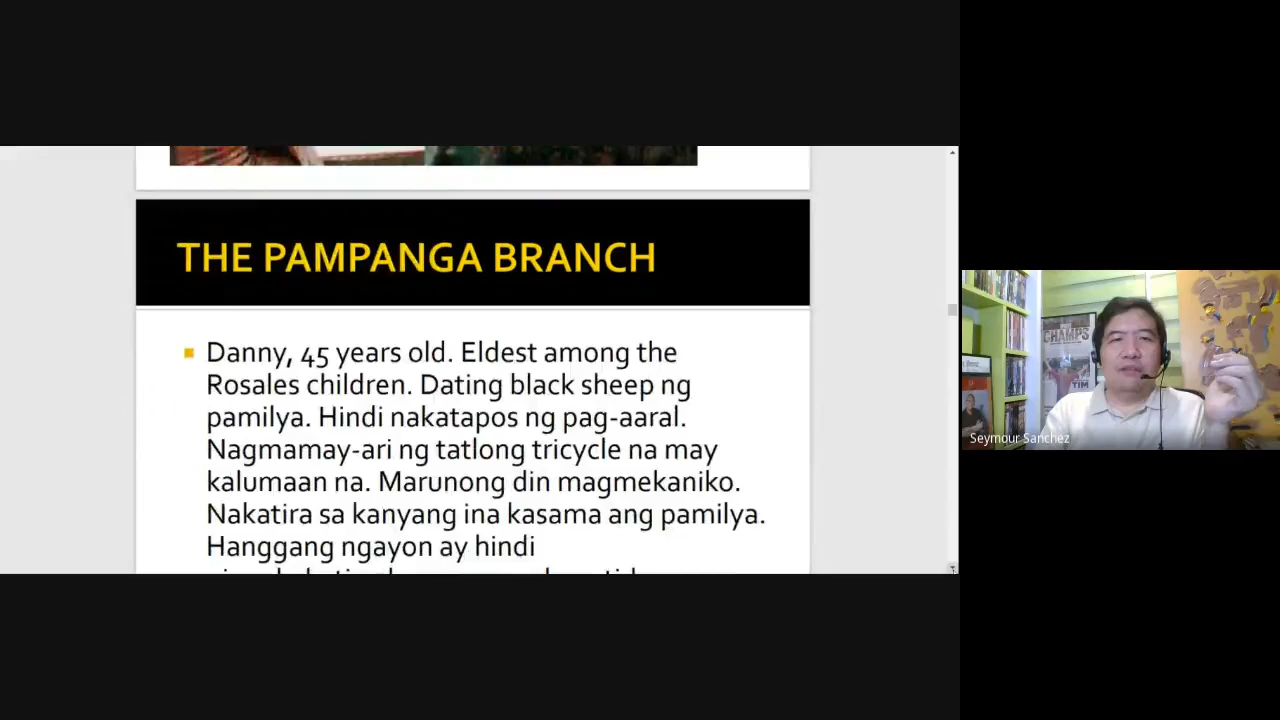 THE PAMPANGA BRANCH
Danny, 45 years old. Eldest among the
Rosales children. Dating black sheep ng
pamilya. Hindi nakatapos ng pag-aaral.
Nagmamay-ari ng tatlong tricycle na may
kalumaan na. Marunong din magmekaniko.
Nakatira sa kanyang ina kasama ang pamilya.
Hanggang ngayon ay hindi
CHAMPS
TIM
Seymour Sanchez